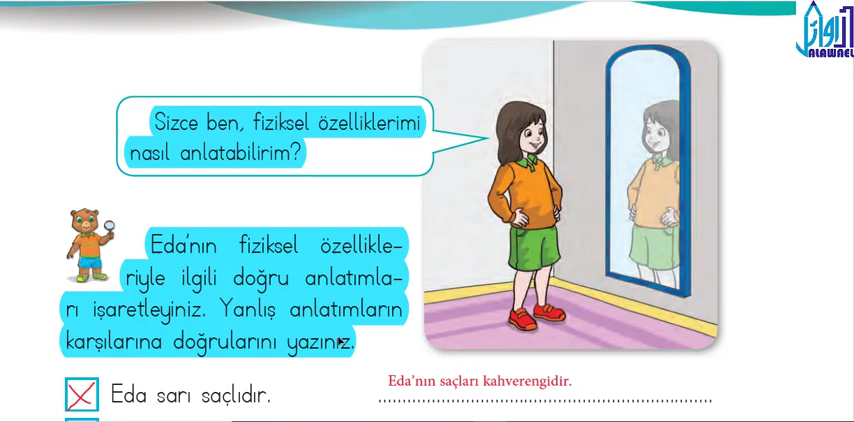 الأوائل
ALAWAEL
Sizce ben, fiziksel özelliklerimi
nasıl anlatabilirim?
Eda'nın fiziksel özellikle-
riyle ilgili doğru anlatımla-
rı işaretleyiniz. Yanlış anlatımların
karşılarına doğrularını yazınız.
Eda sarı saçlıdır.
Eda'nın saçları kahverengidir.